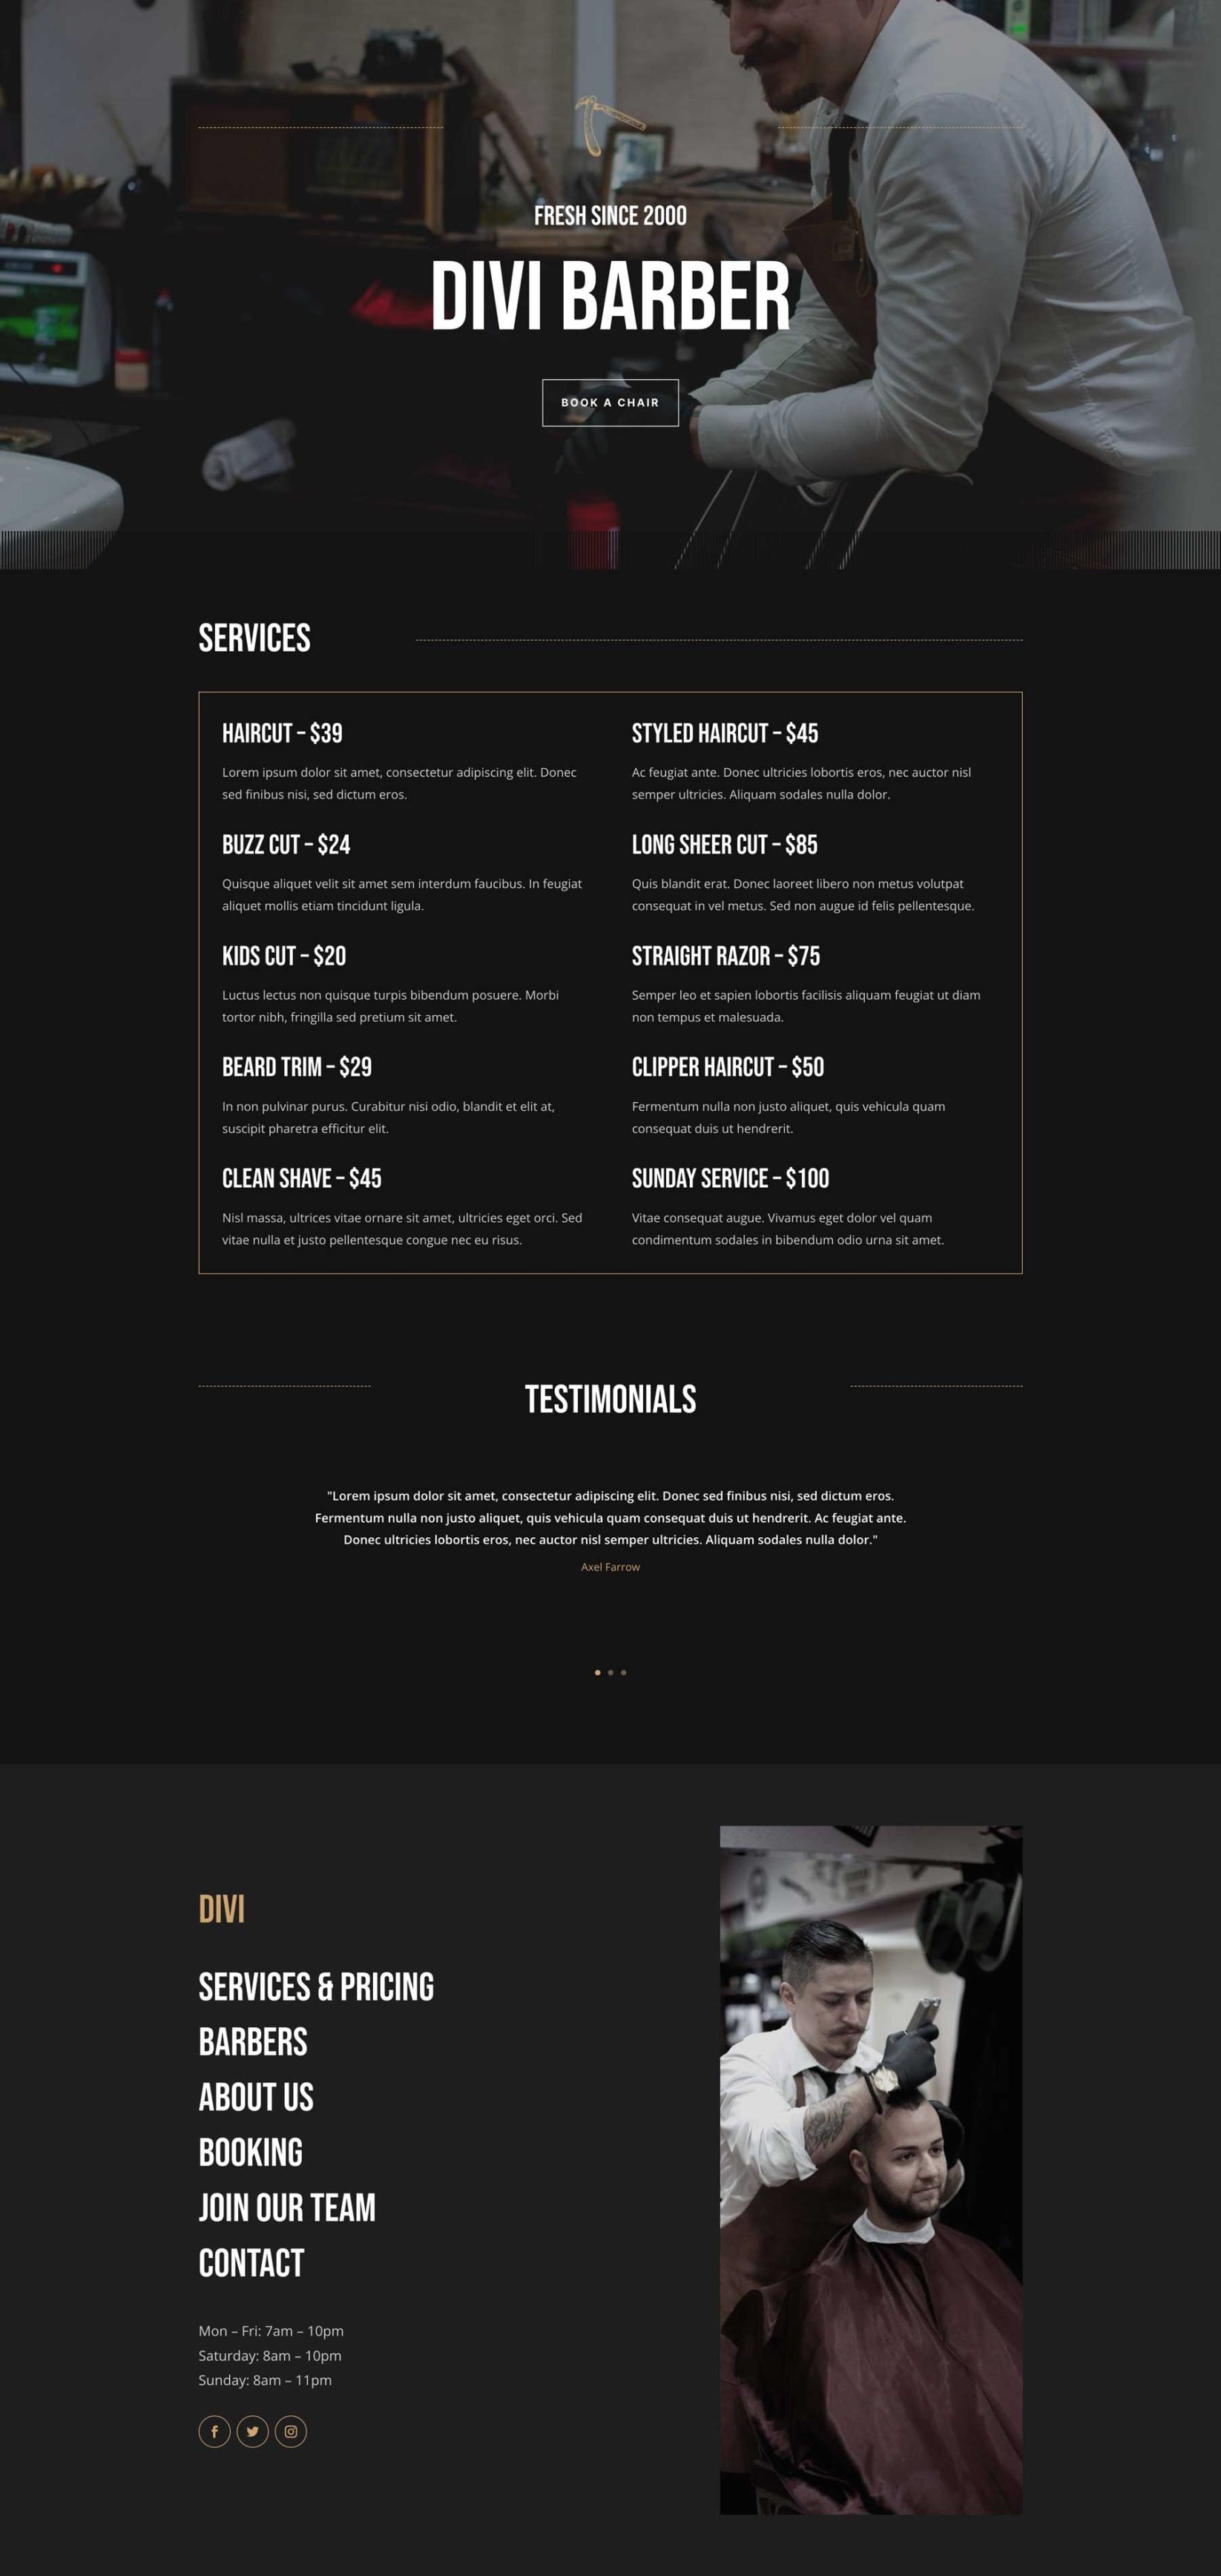 FRESH SINCE 2000
DIVI BARBER
BOOK A CHAIR
SERVICES
HAIRCUT – $39
Lorem ipsum dolor sit amet, consectetur adipiscing elit. Donec
sed finibus nisi, sed dictum eros.
BUZZ CUT – $24
Quisque aliquet velit sit amet sem interdum faucibus. In feugiat
aliquet mollis etiam tincidunt ligula.
KIDS CUT – $20
Luctus lectus non quisque turpis bibendum posuere. Morbi
tortor nibh, fringilla sed pretium sit amet.
BEARD TRIM – $29
In non pulvinar purus. Curabitur nisi odio, blandit et elit at,
suscipit pharetra efficitur elit.
CLEAN SHAVE – $45
Nisl massa, ultrices vitae ornare sit amet, ultricies eget orci. Sed
vitae nulla et justo pellentesque congue nec eu risus.
STYLED HAIRCUT – $45
Ac feugiat ante. Donec ultricies lobortis eros, nec auctor nisl
semper ultricies. Aliquam sodales nulla dolor.
LONG SHEER CUT – $85
Quis blandit erat. Donec laoreet libero non metus volutpat
consequat in vel metus. Sed non augue id felis pellentesque.
STRAIGHT RAZOR – $75
Semper leo et sapien lobortis facilisis aliquam feugiat ut diam
non tempus et malesuada.
CLIPPER HAIRCUT – $50
Fermentum nulla non justo aliquet, quis vehicula quam
consequat duis ut hendrerit.
SUNDAY SERVICE – $100
Vitae consequat augue. Vivamus eget dolor vel quam
condimentum sodales in bibendum odio urna sit amet.
TESTIMONIALS
"Lorem ipsum dolor sit amet, consectetur adipiscing elit. Donec sed finibus nisi, sed dictum eros.
Fermentum nulla non justo aliquet, quis vehicula quam consequat duis ut hendrerit. Ac feugiat ante.
Donec ultricies lobortis eros, nec auctor nisl semper ultricies. Aliquam sodales nulla dolor."
Axel Farrow
DIVI
SERVICES & PRICING
BARBERS
ABOUT US
BOOKING
JOIN OUR TEAM
CONTACT
Mon – Fri: 7am – 10pm
Saturday: 8am – 10pm
Sunday: 8am – 11pm